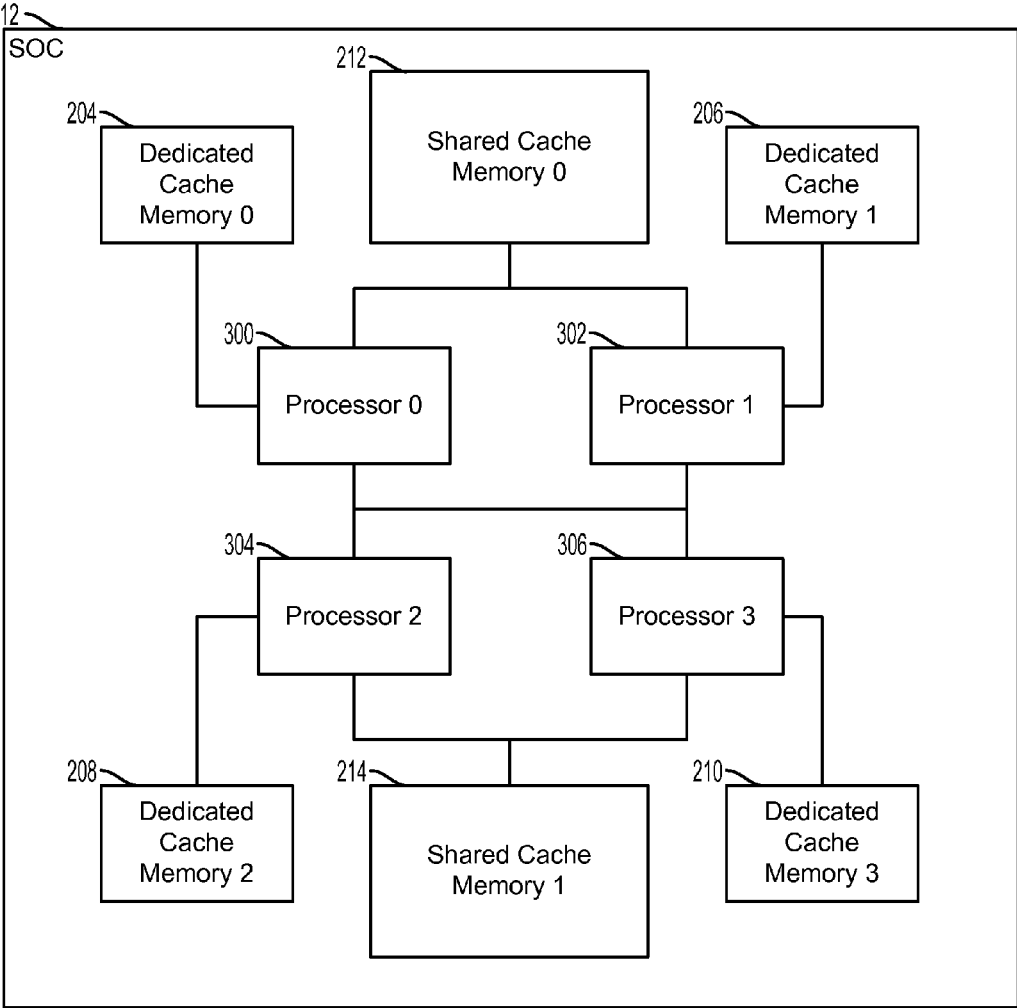 12
SOC
212
Shared Cache
Memory 0
204
Dedicated
Cache
Memory 0
206
Dedicated
Cache
Memory 1
300
Processor 0
302
Processor 1
304
Processor 2
306
Processor 3
208
Dedicated
Cache
Memory 2
214
Shared Cache
Memory 1
210
Dedicated
Cache
Memory 3